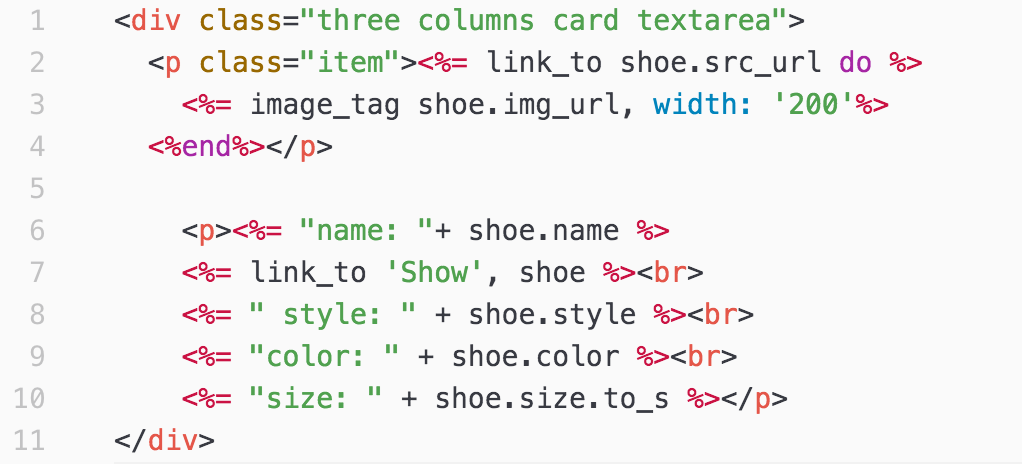 1 <div class="three columns card textarea">
2 <p class="item"><%= link_to shoe.src_url do %>
3 <%= image_tag shoe.img_url, width: '200'%>
4 <%end%></p>
5
6 <p><%= "name: "+ shoe.name %>
7 <%= link_to 'Show', shoe %><br>
8 <%= " style: " + shoe.style %><br>
9 <%= "color: " + shoe.color %><br>
10 <%= "size: " + shoe.size.to_s %></p>
11 </div>